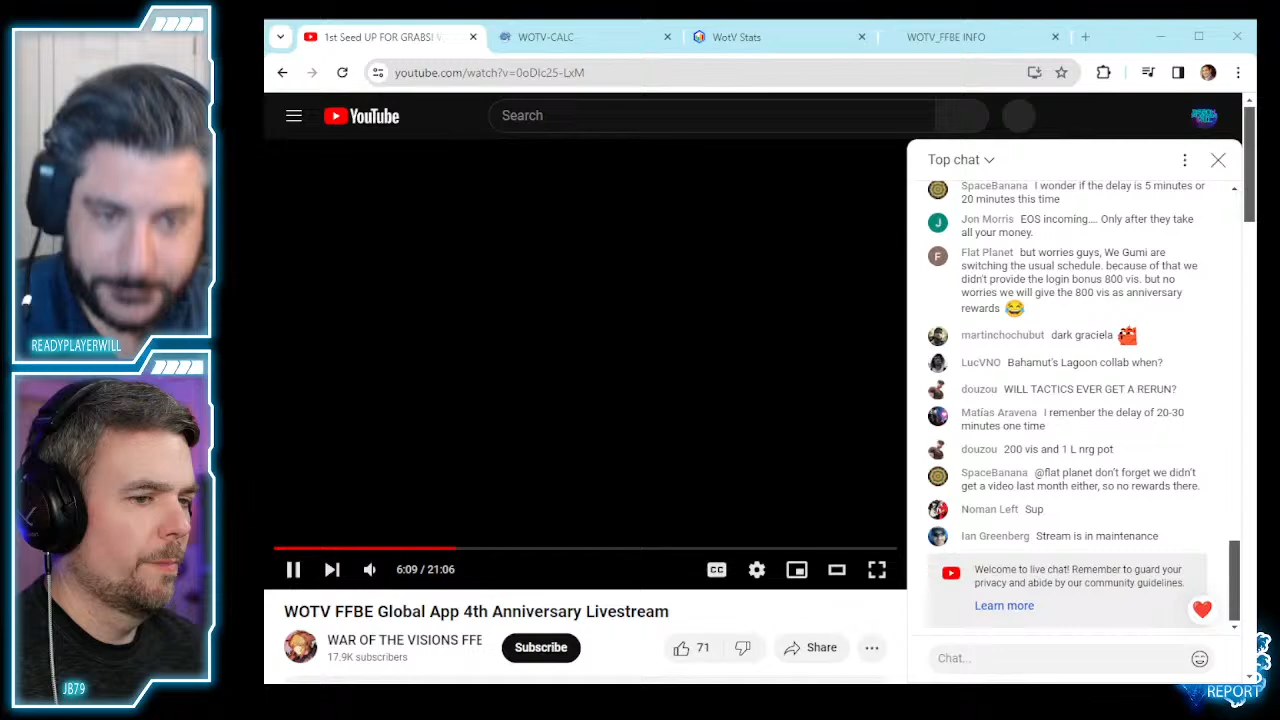 1st Seed UP FOR GRABS! V
WOTV-CALC
WotV Stats
WOTV_FFBE INFO
youtube.com/watch?v=0oDIc25-LxM
YouTube
Search
Top chat
SpaceBanana I wonder if the delay is 5 minutes or
20 minutes this time
J
Jon Morris EOS incoming.... Only after they take
all your money.
F
Flat Planet but worries guys, We Gumi are
switching the usual schedule. because of that we
didn't provide the login bonus 800 vis. but no
worries we will give the 800 vis as anniversary
rewards 😂
martinchochubut dark graciela
LucVNO Bahamut's Lagoon collab when?
douzou WILL TACTICS EVER GET A RERUN?
Matías Aravena I remenber the delay of 20-30
minutes one time
douzou 200 vis and 1 L nrg pot
SpaceBanana @flat planet don't forget we didn't
get a video last month either, so no rewards there.
Noman Left Sup
Ian Greenberg Stream is in maintenance
Welcome to live chat! Remember to guard your
privacy and abide by our community guidelines.
Learn more
Chat...
6:09 / 21:06
CC
WOTV FFBE Global App 4th Anniversary Livestream
WAR OF THE VISIONS FFE
17.9K subscribers
Subscribe
71
Share
READYPLAYERWILL
JB79
REPORT